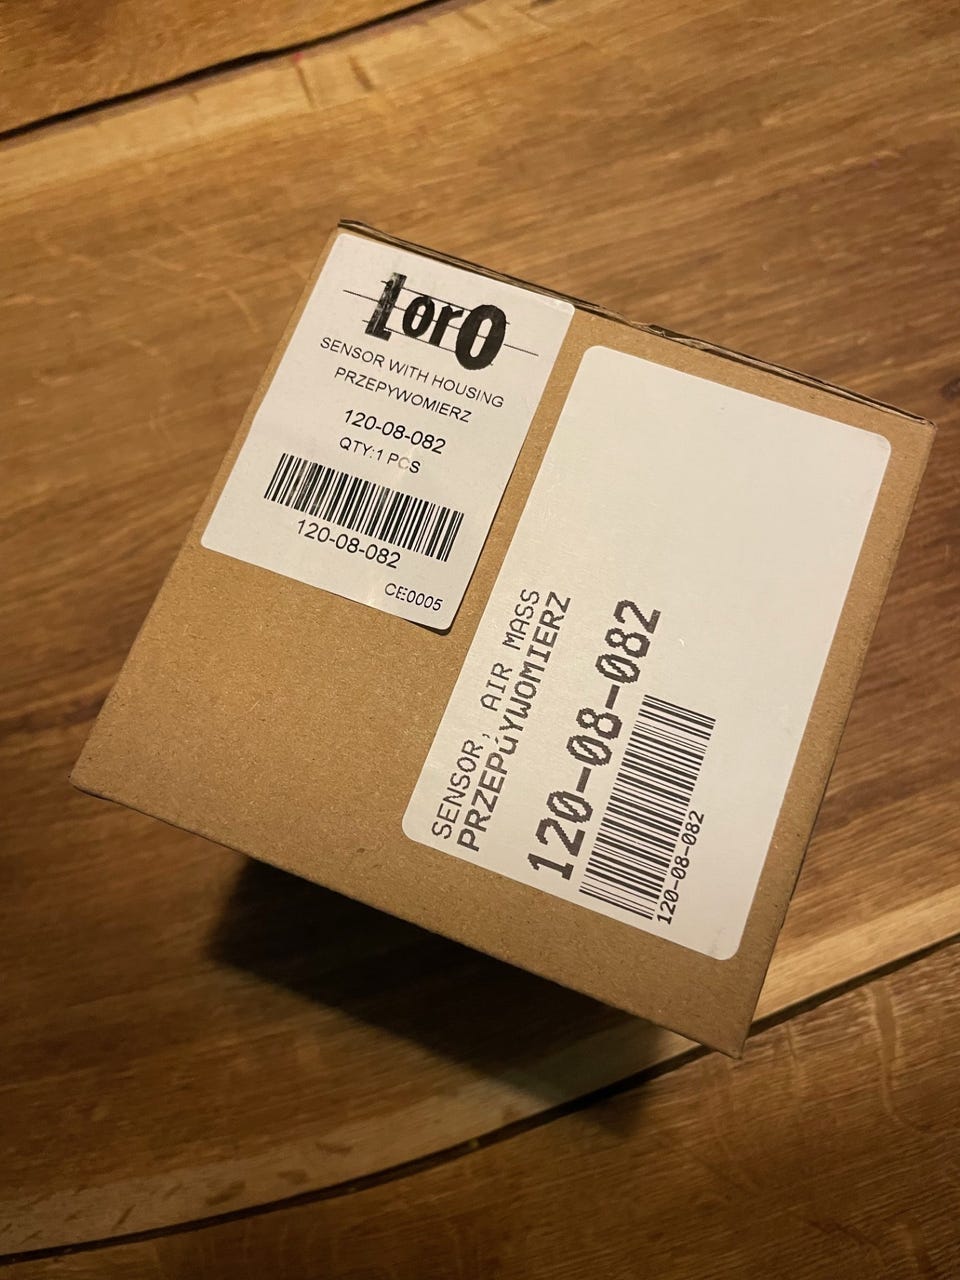 LorO
SENSOR WITH HOUSING
PRZEPYWOMIERZ
120-08-082
QTY:1 PCS
120-08-082
CE0005
SENSOR, AIR MASS
PRZEPúYWOMIERZ
120-08-082
120-08-082